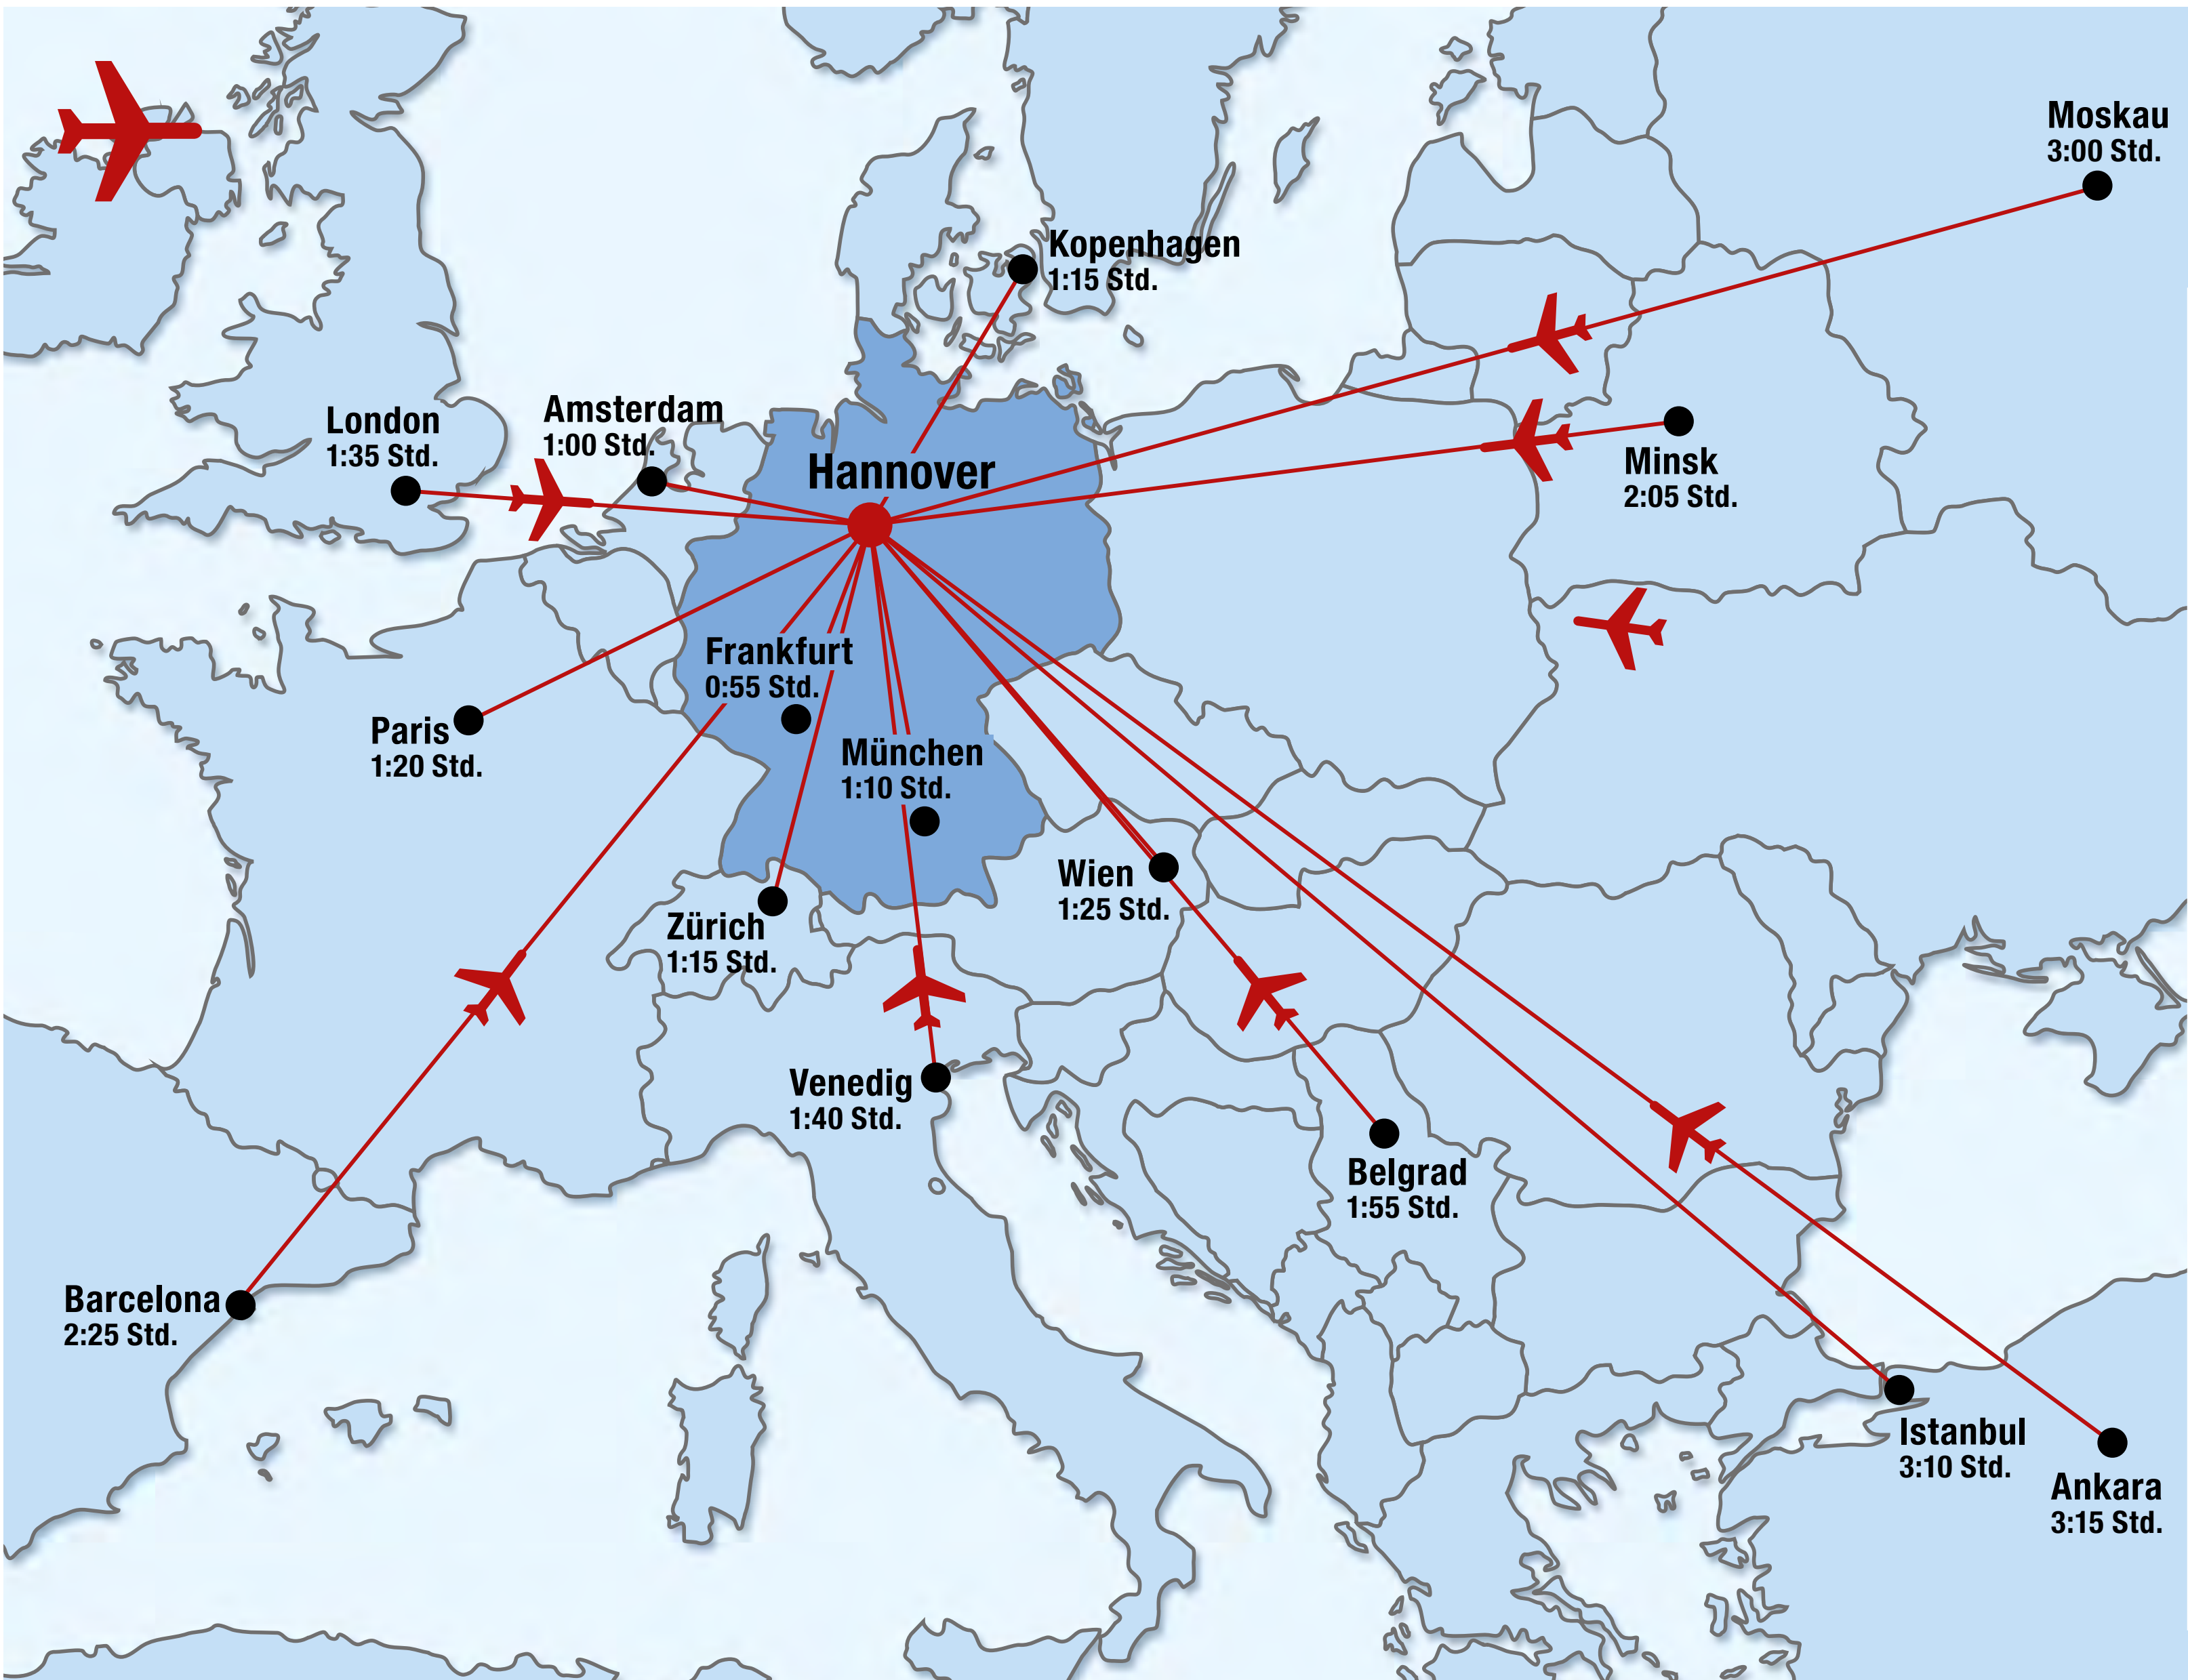 Moskau
3:00 Std.
Kopenhagen
1:15 Std.
London
1:35 Std.
Amsterdam
1:00 Std.
Hannover
Minsk
2:05 Std.
Frankfurt
0:55 Std.
Paris
1:20 Std.
München
1:10 Std.
Wien
1:25 Std.
Zürich
1:15 Std.
Venedig
1:40 Std.
Belgrad
1:55 Std.
Barcelona
2:25 Std.
Istanbul
3:10 Std.
Ankara
3:15 Std.